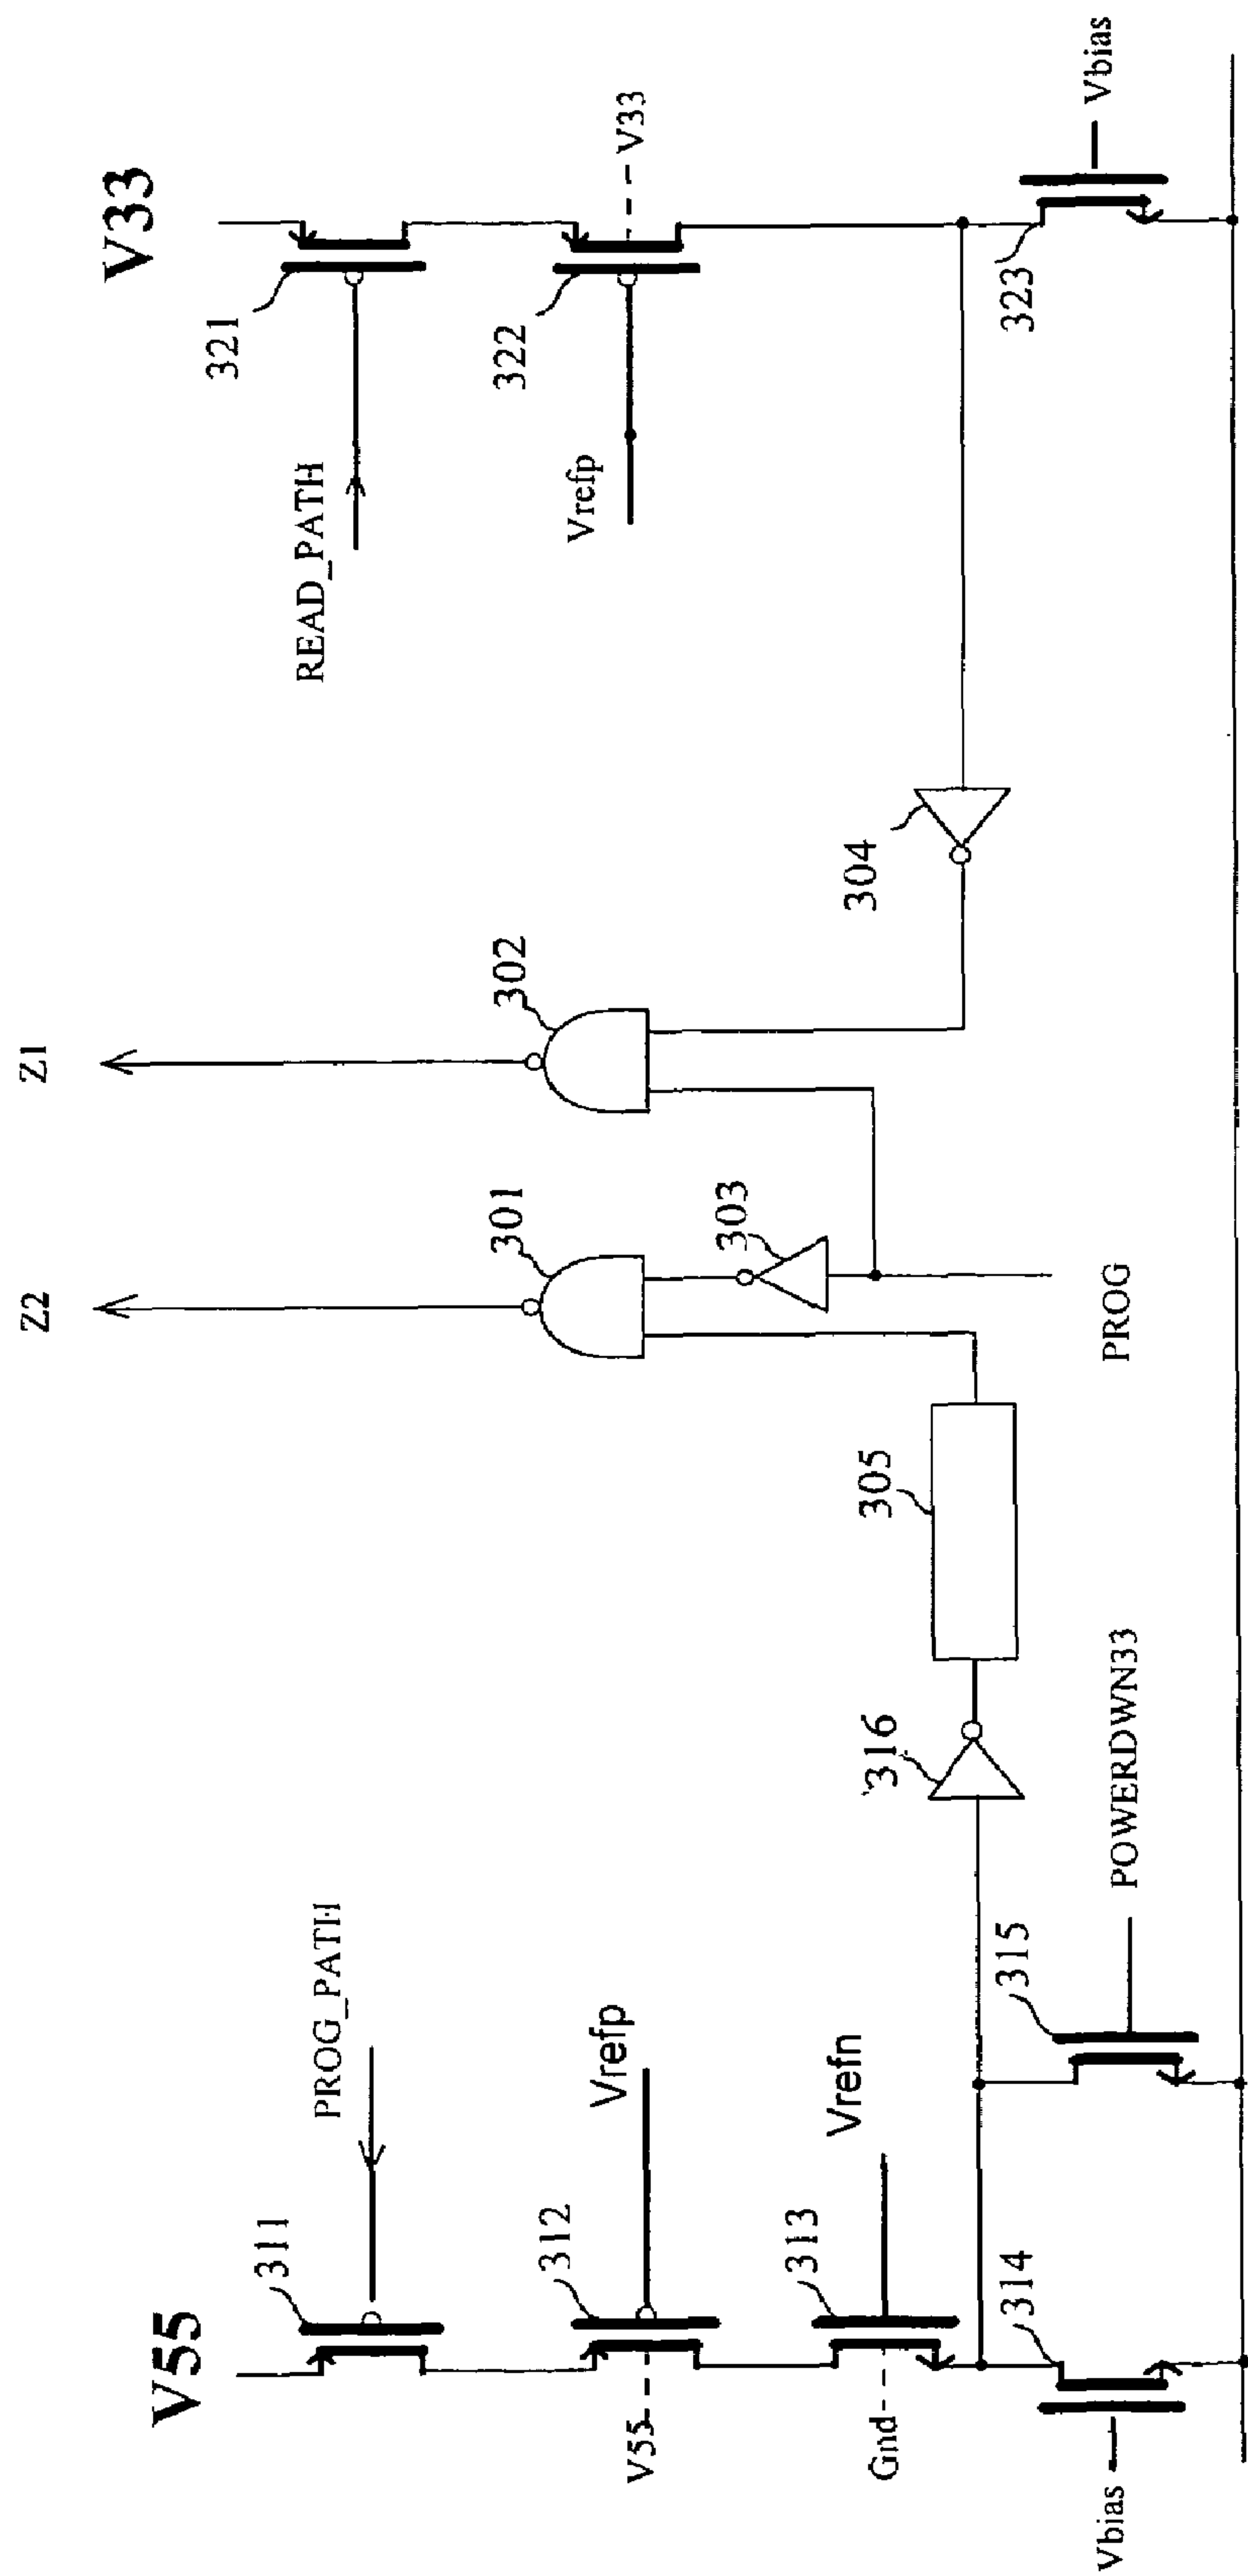 V55
PROG_PATH
311
V55
312
Vrefp
Gnd
313
Vrefn
Vbias
314
315
POWERDWN33
316
305
Z2
301
303
PROG
Z1
302
304
V33
321
READ_PATH
322
Vrefp
V33
323
Vbias